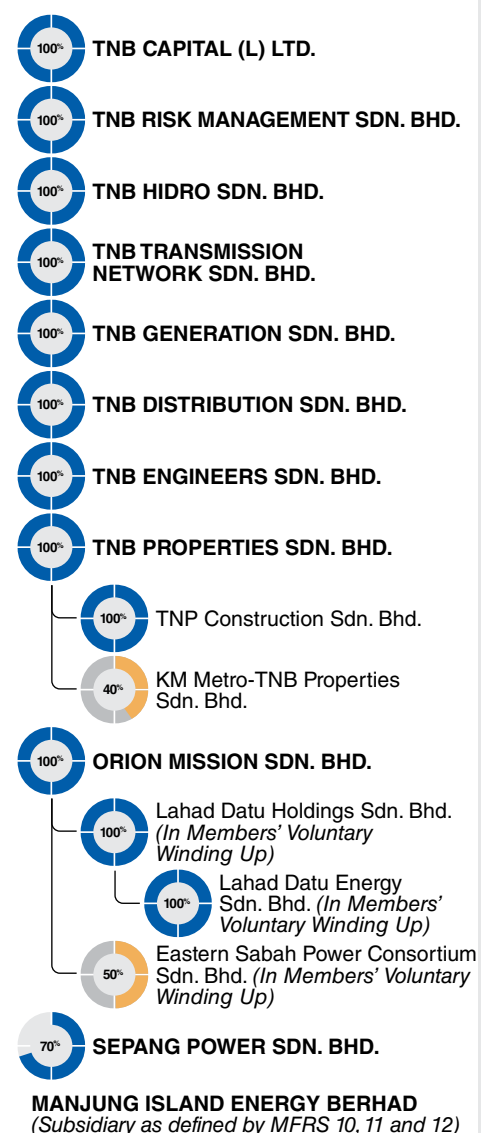 100% TNB CAPITAL (L) LTD.
100% TNB RISK MANAGEMENT SDN. BHD.
100% TNB HIDRO SDN. BHD.
100% TNB TRANSMISSION
NETWORK SDN. BHD.
100% TNB GENERATION SDN. BHD.
100% TNB DISTRIBUTION SDN. BHD.
100% TNB ENGINEERS SDN. BHD.
100% TNB PROPERTIES SDN. BHD.
100% TNP Construction Sdn. Bhd.
40% KM Metro-TNB Properties
Sdn. Bhd.
100% ORION MISSION SDN. BHD.
100% Lahad Datu Holdings Sdn. Bhd.
(In Members’ Voluntary
Winding Up)
100% Lahad Datu Energy
Sdn. Bhd. (In Members’
Voluntary Winding Up)
50% Eastern Sabah Power Consortium
Sdn. Bhd. (In Members’ Voluntary
Winding Up)
70% SEPANG POWER SDN. BHD.
MANJUNG ISLAND ENERGY BERHAD
(Subsidiary as defined by MFRS 10, 11 and 12)